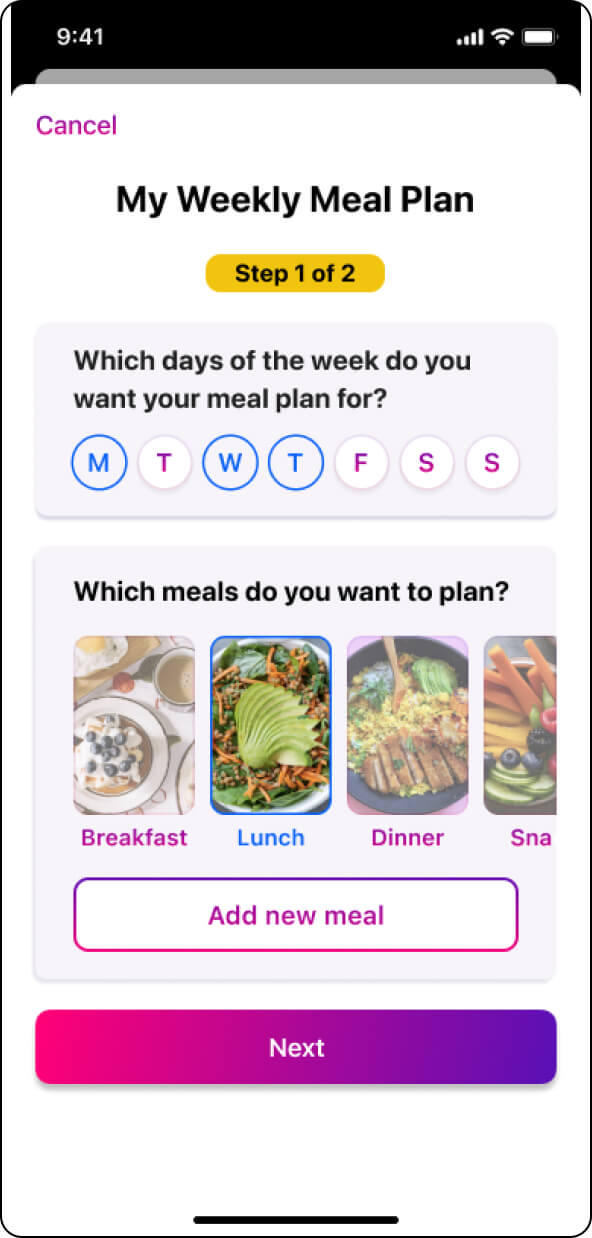 9:41
Cancel
My Weekly Meal Plan
Step 1 of 2
Which days of the week do you
want your meal plan for?
M T W T F S S
Which meals do you want to plan?
Breakfast Lunch Dinner Sna
Add new meal
Next